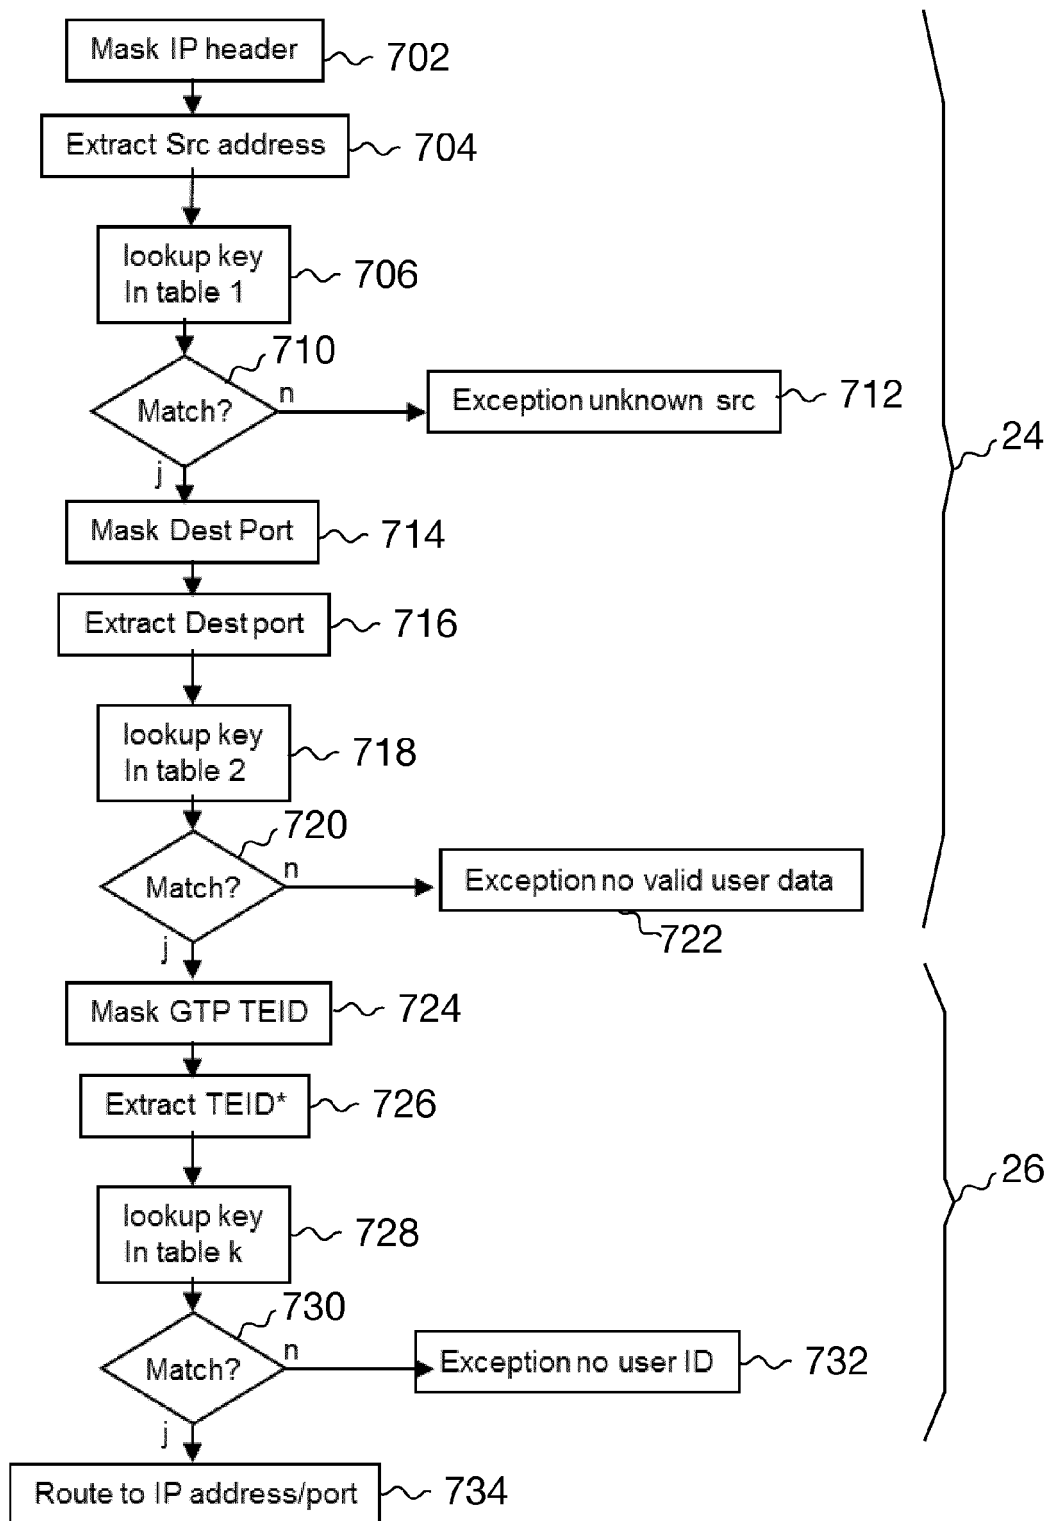 Mask IP header
702
Extract Src address
704
lookup key
In table 1
706
710
Match?
n
j
Exception unknown src
712
24
Mask Dest Port
714
Extract Dest port
716
lookup key
In table 2
718
720
Match?
n
j
Exception no valid user data
722
Mask GTP TEID
724
Extract TEID*
726
26
lookup key
In table k
728
730
Match?
n
j
Exception no user ID
732
Route to IP address/port
734